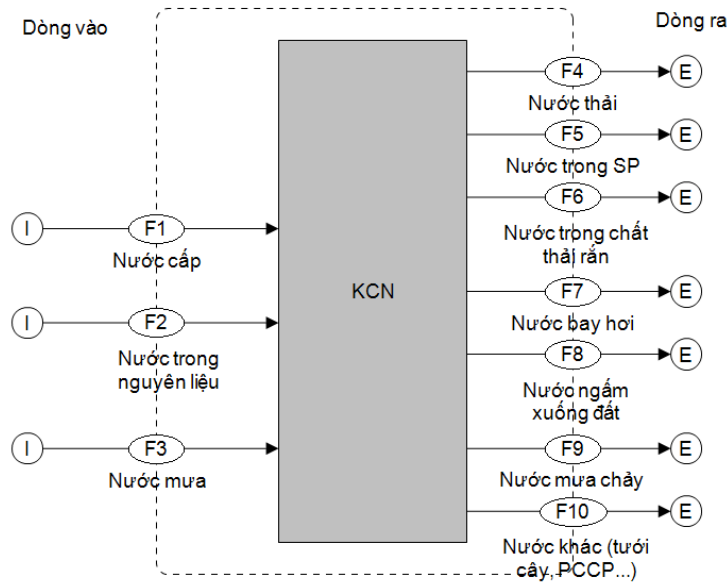 Dòng vào
Dòng ra
I
F1
Nước cấp
I
F2
Nước trong
nguyên liệu
I
F3
Nước mưa
KCN
F4
E
Nước thải
F5
E
Nước trong SP
F6
E
Nước trong chất
thải rắn
F7
E
Nước bay hơi
F8
E
Nước ngấm
xuống đất
F9
E
Nước mưa chảy
F10
E
Nước khác (tưới
cây, PCCP...)